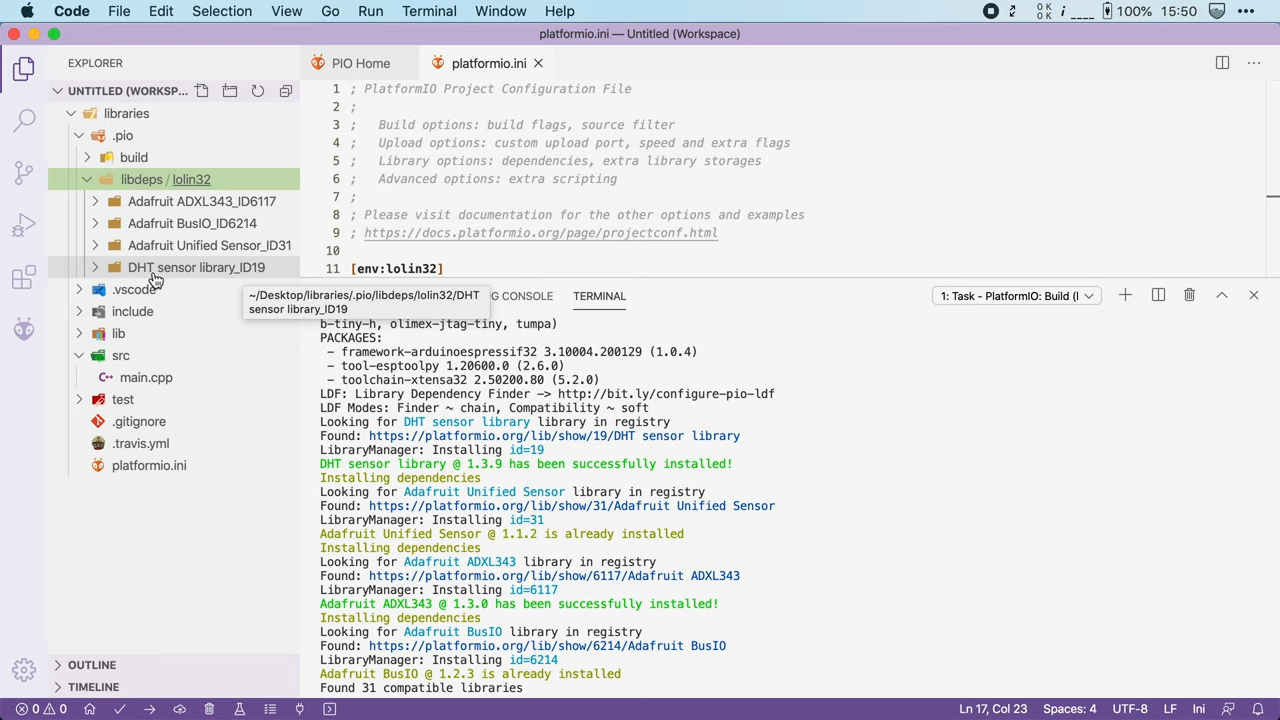 Code File Edit Selection View Go Run Terminal Window Help
0 K
0 K
100% 15:50
platformio.ini — Untitled (Workspace)
EXPLORER
UNTITLED (WORKSP...
libraries
.pio
build
libdeps / lolin32
Adafruit ADXL343_ID6117
Adafruit BusIO_ID6214
Adafruit Unified Sensor_ID31
DHT sensor library_ID19
.vscode
include
lib
src
main.cpp
test
.gitignore
.travis.yml
platformio.ini
OUTLINE
TIMELINE
PIO Home
platformio.ini
1 ; PlatformIO Project Configuration File
2 ;
3 ; Build options: build flags, source filter
4 ; Upload options: custom upload port, speed and extra flags
5 ; Library options: dependencies, extra library storages
6 ; Advanced options: extra scripting
7 ;
8 ; Please visit documentation for the other options and examples
9 ; https://docs.platformio.org/page/projectconf.html
10
11 [env:lolin32]
~/Desktop/libraries/.pio/libdeps/lolin32/DHT
sensor library_ID19
G CONSOLE TERMINAL
1: Task - PlatformIO: Build (l
b-tiny-h, olimex-jtag-tiny, tumpa)
PACKAGES:
- framework-arduinoespressif32 3.10004.200129 (1.0.4)
- tool-esptoolpy 1.20600.0 (2.6.0)
- toolchain-xtensa32 2.50200.80 (5.2.0)
LDF: Library Dependency Finder -> http://bit.ly/configure-pio-ldf
LDF Modes: Finder ~ chain, Compatibility ~ soft
Looking for DHT sensor library library in registry
Found: https://platformio.org/lib/show/19/DHT sensor library
LibraryManager: Installing id=19
DHT sensor library @ 1.3.9 has been successfully installed!
Installing dependencies
Looking for Adafruit Unified Sensor library in registry
Found: https://platformio.org/lib/show/31/Adafruit Unified Sensor
LibraryManager: Installing id=31
Adafruit Unified Sensor @ 1.1.2 is already installed
Installing dependencies
Looking for Adafruit ADXL343 library in registry
Found: https://platformio.org/lib/show/6117/Adafruit ADXL343
LibraryManager: Installing id=6117
Adafruit ADXL343 @ 1.3.0 has been successfully installed!
Installing dependencies
Looking for Adafruit BusIO library in registry
Found: https://platformio.org/lib/show/6214/Adafruit BusIO
LibraryManager: Installing id=6214
Adafruit BusIO @ 1.2.3 is already installed
Found 31 compatible libraries
0 0
Ln 17, Col 23 Spaces: 4 UTF-8 LF Ini